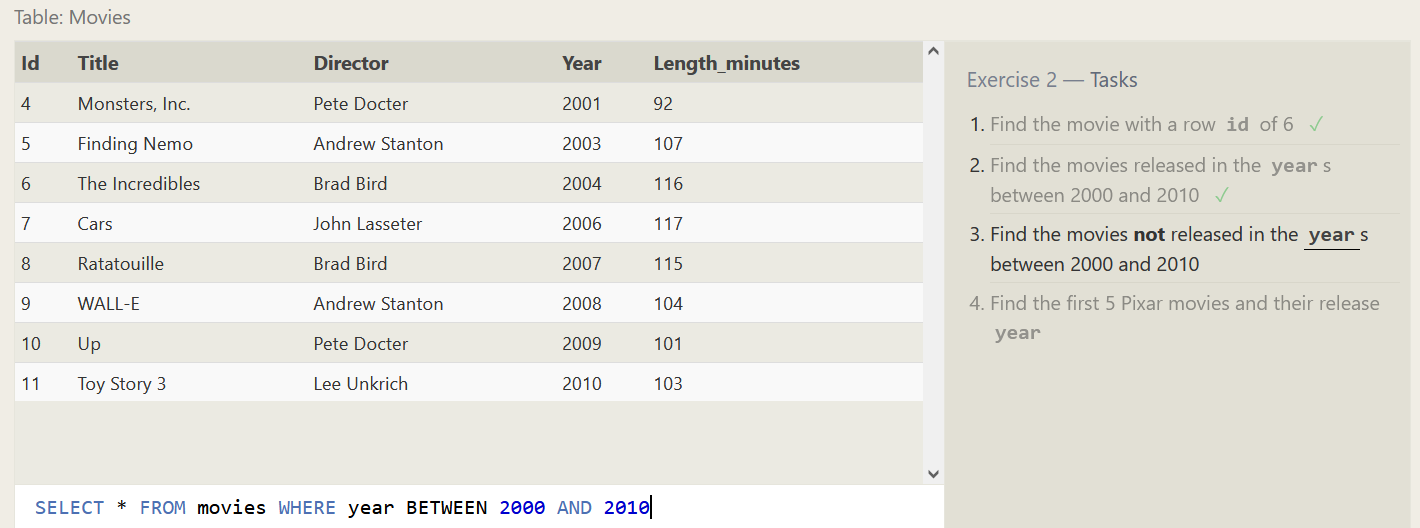 Table: Movies
Id Title Director Year Length_minutes
4 Monsters, Inc. Pete Docter 2001 92
5 Finding Nemo Andrew Stanton 2003 107
6 The Incredibles Brad Bird 2004 116
7 Cars John Lasseter 2006 117
8 Ratatouille Brad Bird 2007 115
9 WALL-E Andrew Stanton 2008 104
10 Up Pete Docter 2009 101
11 Toy Story 3 Lee Unkrich 2010 103
SELECT * FROM movies WHERE year BETWEEN 2000 AND 2010
Exercise 2 — Tasks
1. Find the movie with a row id of 6 ✓
2. Find the movies released in the year s
between 2000 and 2010 ✓
3. Find the movies not released in the year s
between 2000 and 2010
4. Find the first 5 Pixar movies and their release
year